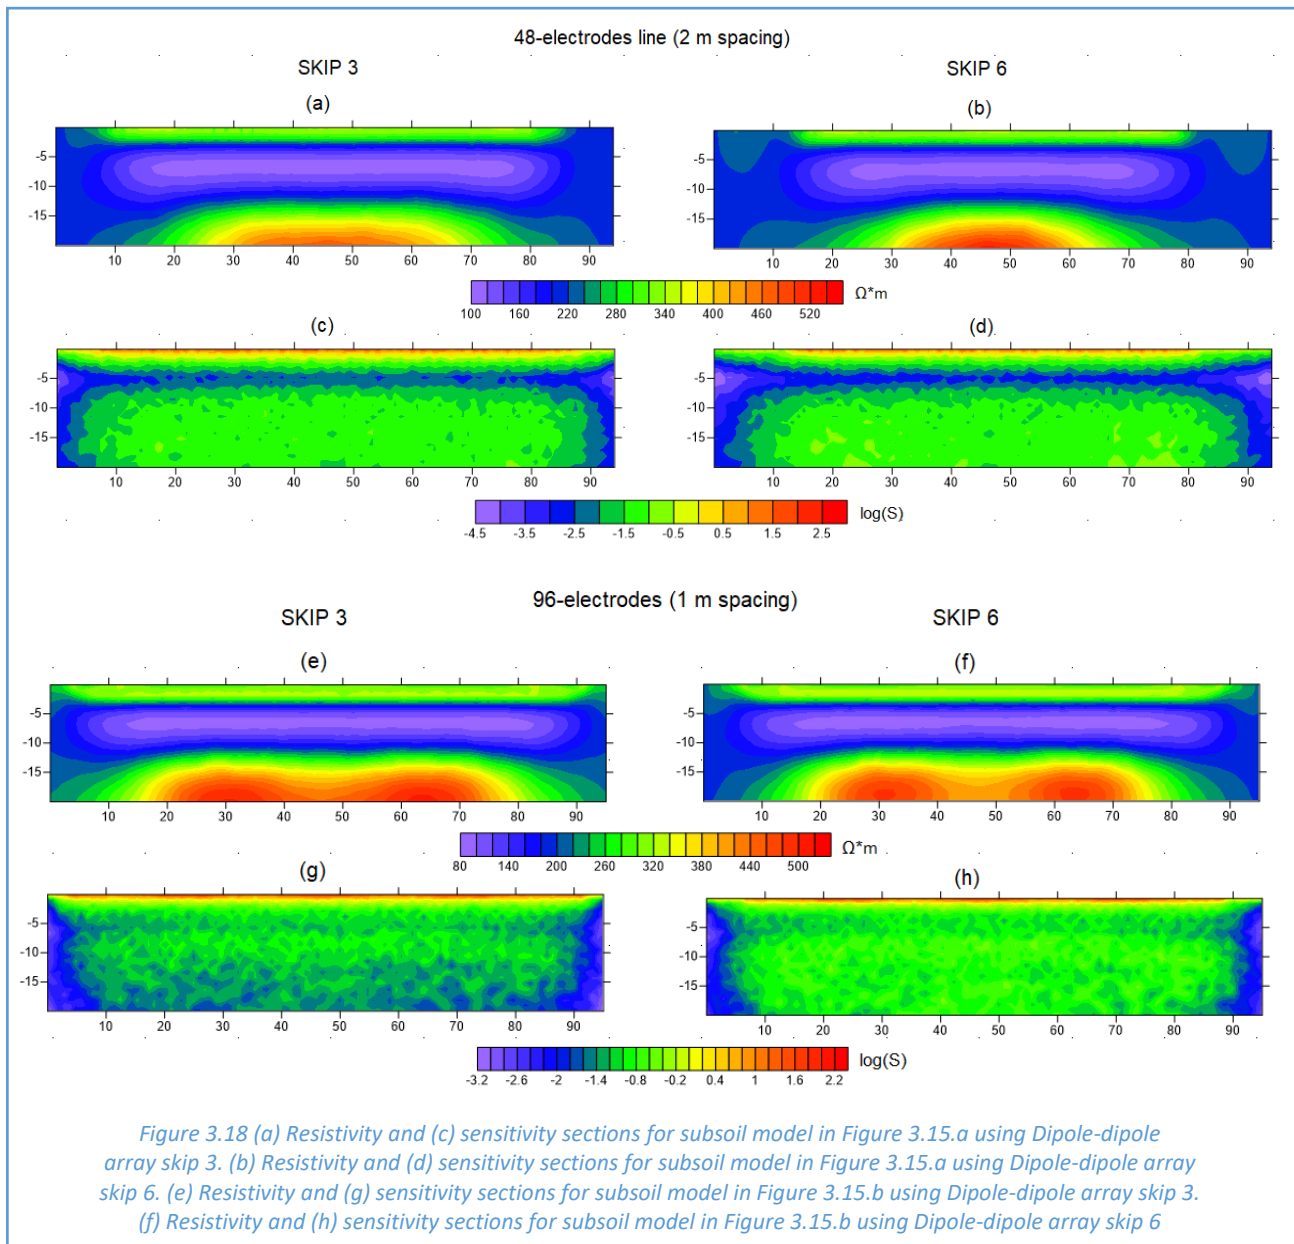 48-electrodes line (2 m spacing)
SKIP 3 SKIP 6
(a) (b)
-5 -5
-10 -10
-15 -15
10 20 30 40 50 60 70 80 90 10 20 30 40 50 60 70 80 90
100 160 220 280 340 400 460 520 Ω*m
(c) (d)
-5 -5
-10 -10
-15 -15
10 20 30 40 50 60 70 80 90 10 20 30 40 50 60 70 80 90
-4.5 -3.5 -2.5 -1.5 -0.5 0.5 1.5 2.5 log(S)
96-electrodes (1 m spacing)
SKIP 3 SKIP 6
(e) (f)
-5 -5
-10 -10
-15 -15
10 20 30 40 50 60 70 80 90 10 20 30 40 50 60 70 80 90
80 140 200 260 320 380 440 500 Ω*m
(g) (h)
-5 -5
-10 -10
-15 -15
10 20 30 40 50 60 70 80 90 10 20 30 40 50 60 70 80 90
-3.2 -2.6 -2 -1.4 -0.8 -0.2 0.4 1 1.6 2.2 log(S)
Figure 3.18 (a) Resistivity and (c) sensitivity sections for subsoil model in Figure 3.15.a using Dipole-dipole
array skip 3. (b) Resistivity and (d) sensitivity sections for subsoil model in Figure 3.15.a using Dipole-dipole array
skip 6. (e) Resistivity and (g) sensitivity sections for subsoil model in Figure 3.15.b using Dipole-dipole array skip 3.
(f) Resistivity and (h) sensitivity sections for subsoil model in Figure 3.15.b using Dipole-dipole array skip 6